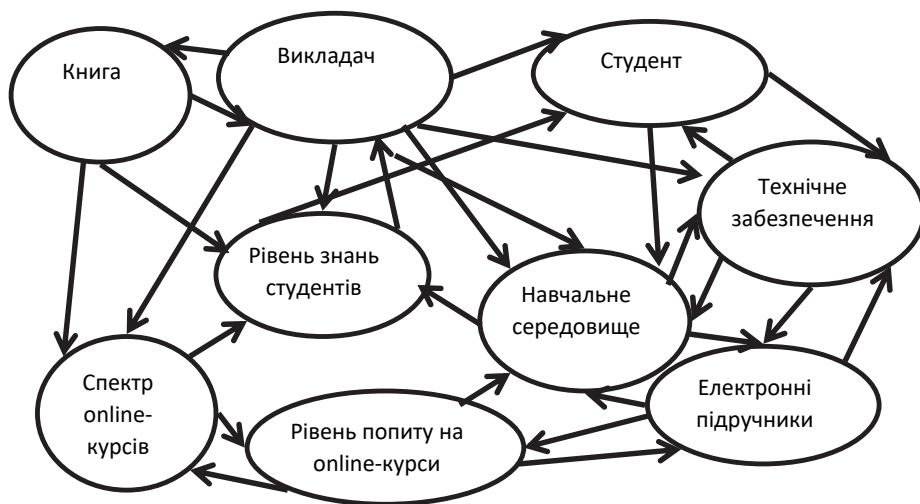 Книга
Викладач
Студент
Технічне
забезпечення
Рівень знань
студентів
Навчальне
середовище
Спектр
online-
курсів
Рівень попиту на
online-курси
Електронні
підручники